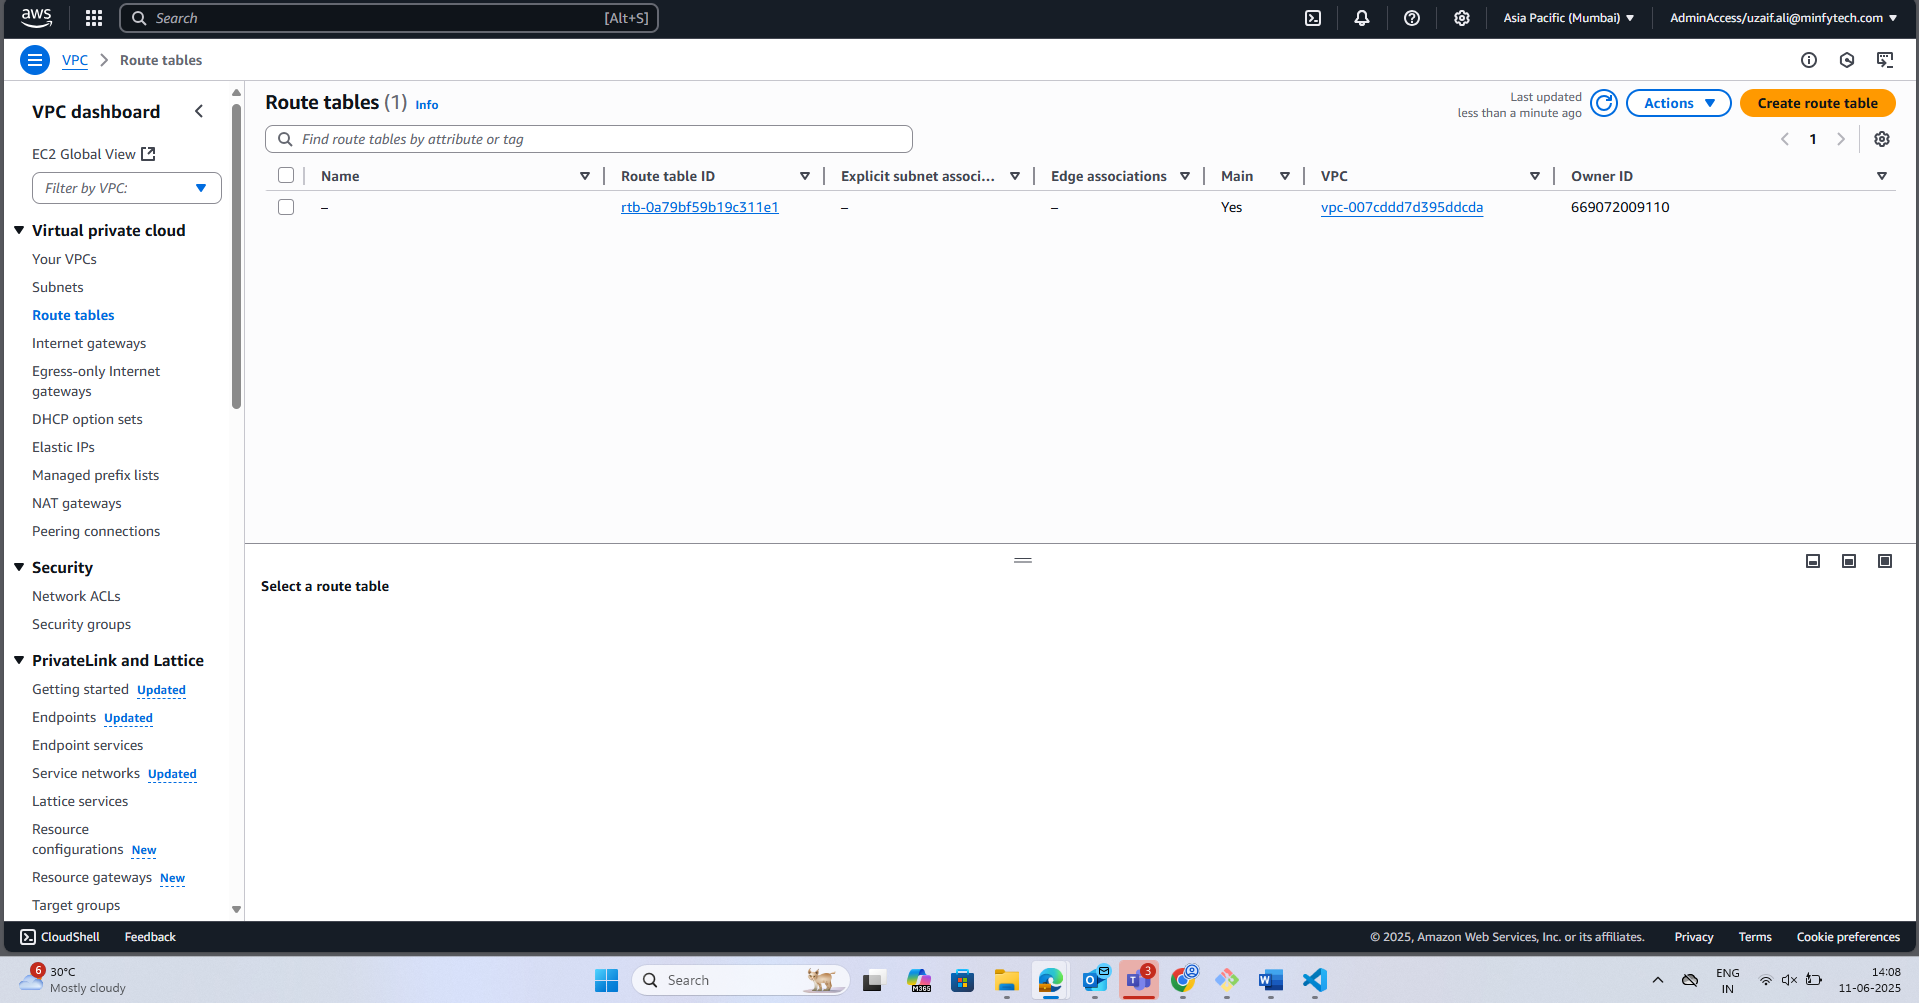 aws
Search [Alt+S]
Asia Pacific (Mumbai)
AdminAccess/uzaif.ali@minfytech.com
VPC
Route tables
VPC dashboard
EC2 Global View
Filter by VPC:
Virtual private cloud
Your VPCs
Subnets
Route tables
Internet gateways
Egress-only Internet
gateways
DHCP option sets
Elastic IPs
Managed prefix lists
NAT gateways
Peering connections
Security
Network ACLs
Security groups
PrivateLink and Lattice
Getting started Updated
Endpoints Updated
Endpoint services
Service networks Updated
Lattice services
Resource
configurations New
Resource gateways New
Target groups
Route tables (1) Info
Last updated
less than a minute ago
Actions
Create route table
Find route tables by attribute or tag
1
Name Route table ID Explicit subnet associ... Edge associations Main VPC Owner ID
– rtb-0a79bf59b19c311e1 – – Yes vpc-007cddd7d395ddcda 669072009110
Select a route table
CloudShell Feedback
© 2025, Amazon Web Services, Inc. or its affiliates. Privacy Terms Cookie preferences
6
30°C
Mostly cloudy
Search
M365
3
ENG
IN
14:08
11-06-2025